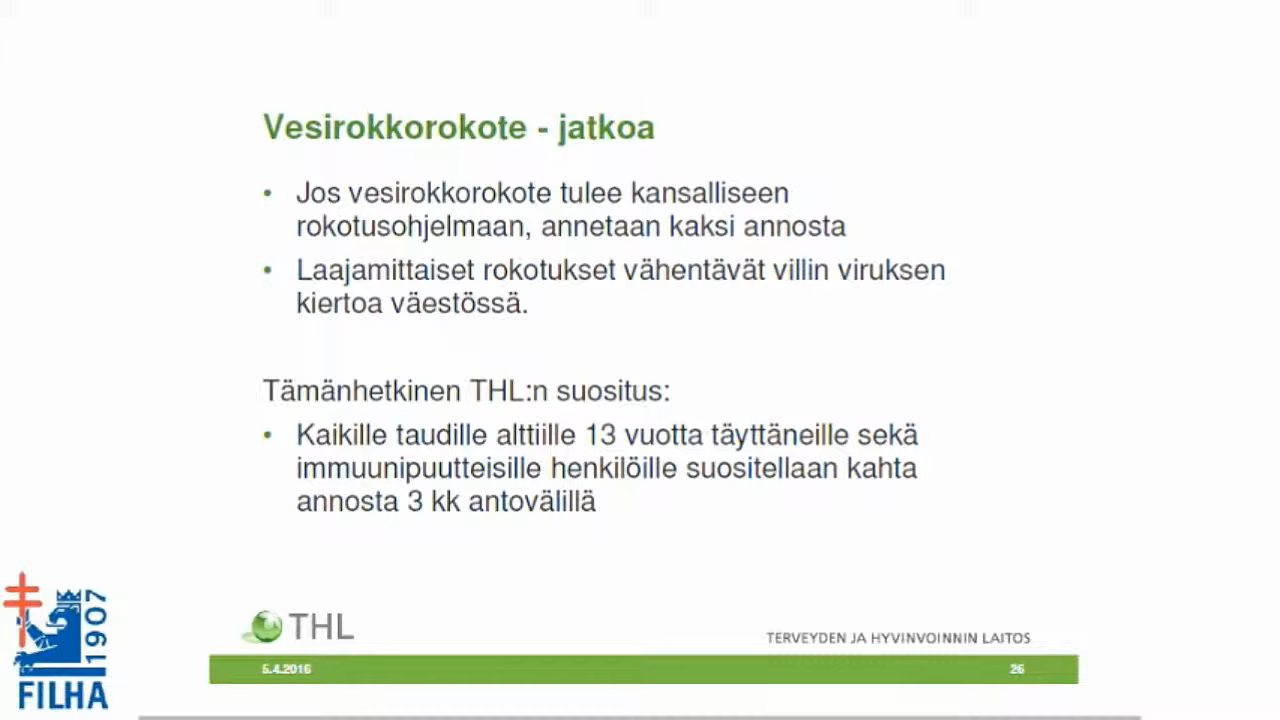 Vesirokkorokote - jatkoa
• Jos vesirokkorokote tulee kansalliseen
rokotusohjelmaan, annetaan kaksi annosta
• Laajamittaiset rokotukset vähentävät villin viruksen
kiertoa väestössä.
Tämänhetkinen THL:n suositus:
• Kaikille taudille alttiille 13 vuotta täyttäneille sekä
immuunipuutteisille henkilöille suositellaan kahta
annosta 3 kk antovälillä
1907
FILHA
THL
TERVEYDEN JA HYVINVOINNIN LAITOS
5.4.2016
26